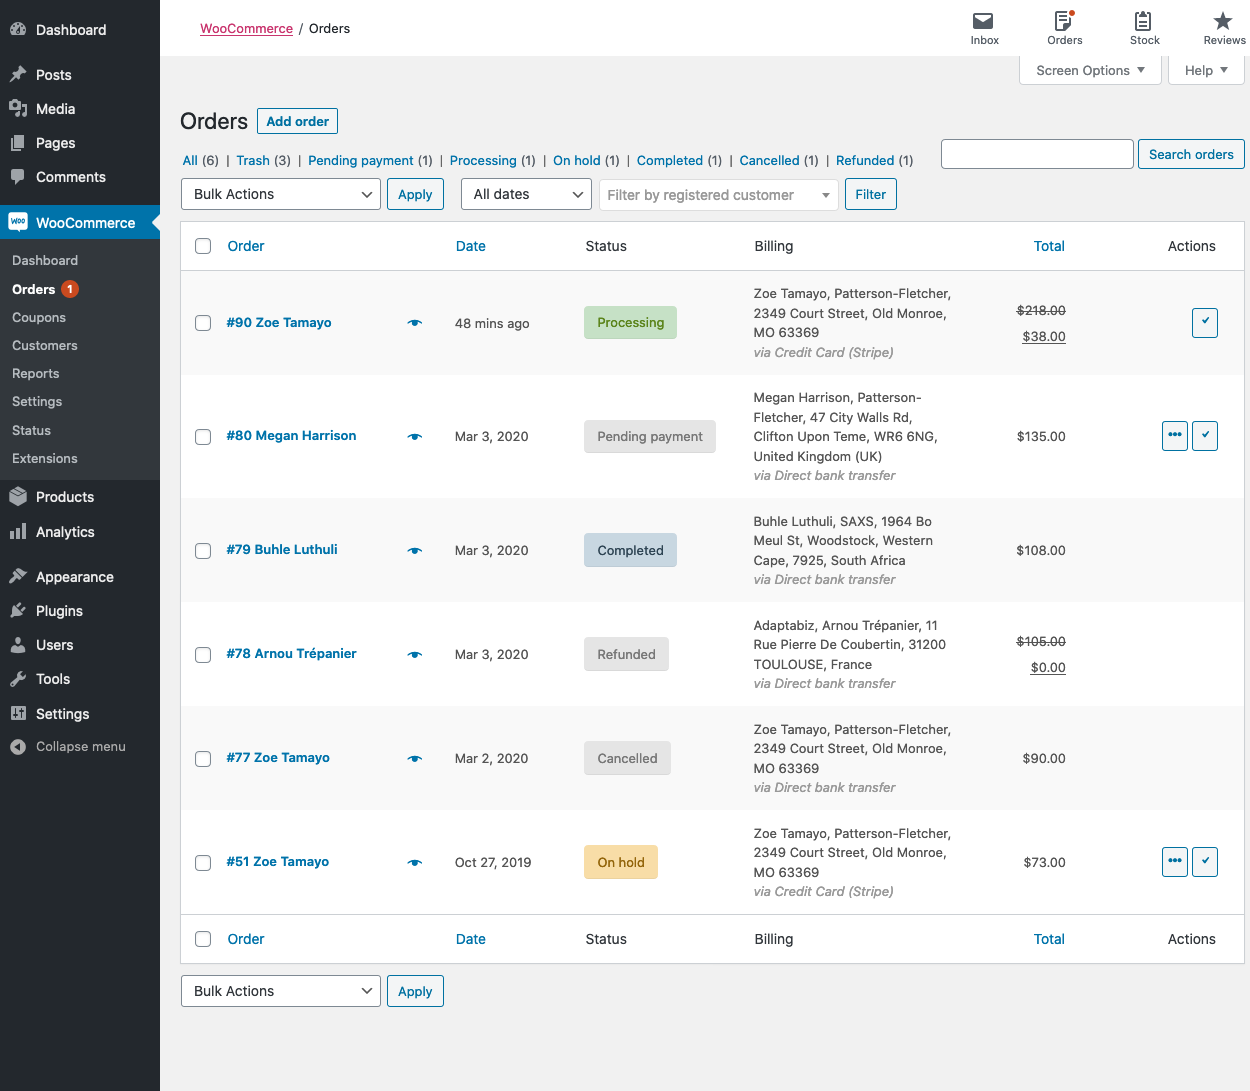 Dashboard
Posts
Media
Pages
Comments
WooCommerce
Dashboard
Orders 1
Coupons
Customers
Reports
Settings
Status
Extensions
Products
Analytics
Appearance
Plugins
Users
Tools
Settings
Collapse menu
WooCommerce / Orders
Inbox
Orders
Stock
Reviews
Screen Options
Help
Orders
Add order
All (6) | Trash (3) | Pending payment (1) | Processing (1) | On hold (1) | Completed (1) | Cancelled (1) | Refunded (1)
Search orders
Bulk Actions
Apply
All dates
Filter by registered customer
Filter
Order Date Status Billing Total Actions
#90 Zoe Tamayo
48 mins ago
Processing
Zoe Tamayo, Patterson-Fletcher,
2349 Court Street, Old Monroe,
MO 63369
via Credit Card (Stripe)
$218.00
$38.00
#80 Megan Harrison
Mar 3, 2020
Pending payment
Megan Harrison, Patterson-
Fletcher, 47 City Walls Rd,
Clifton Upon Teme, WR6 6NG,
United Kingdom (UK)
via Direct bank transfer
$135.00
#79 Buhle Luthuli
Mar 3, 2020
Completed
Buhle Luthuli, SAXS, 1964 Bo
Meul St, Woodstock, Western
Cape, 7925, South Africa
via Direct bank transfer
$108.00
#78 Arnou Trépanier
Mar 3, 2020
Refunded
Adaptabiz, Arnou Trépanier, 11
Rue Pierre De Coubertin, 31200
TOULOUSE, France
via Direct bank transfer
$105.00
$0.00
#77 Zoe Tamayo
Mar 2, 2020
Cancelled
Zoe Tamayo, Patterson-Fletcher,
2349 Court Street, Old Monroe,
MO 63369
via Direct bank transfer
$90.00
#51 Zoe Tamayo
Oct 27, 2019
On hold
Zoe Tamayo, Patterson-Fletcher,
2349 Court Street, Old Monroe,
MO 63369
via Credit Card (Stripe)
$73.00
Order Date Status Billing Total Actions
Bulk Actions
Apply